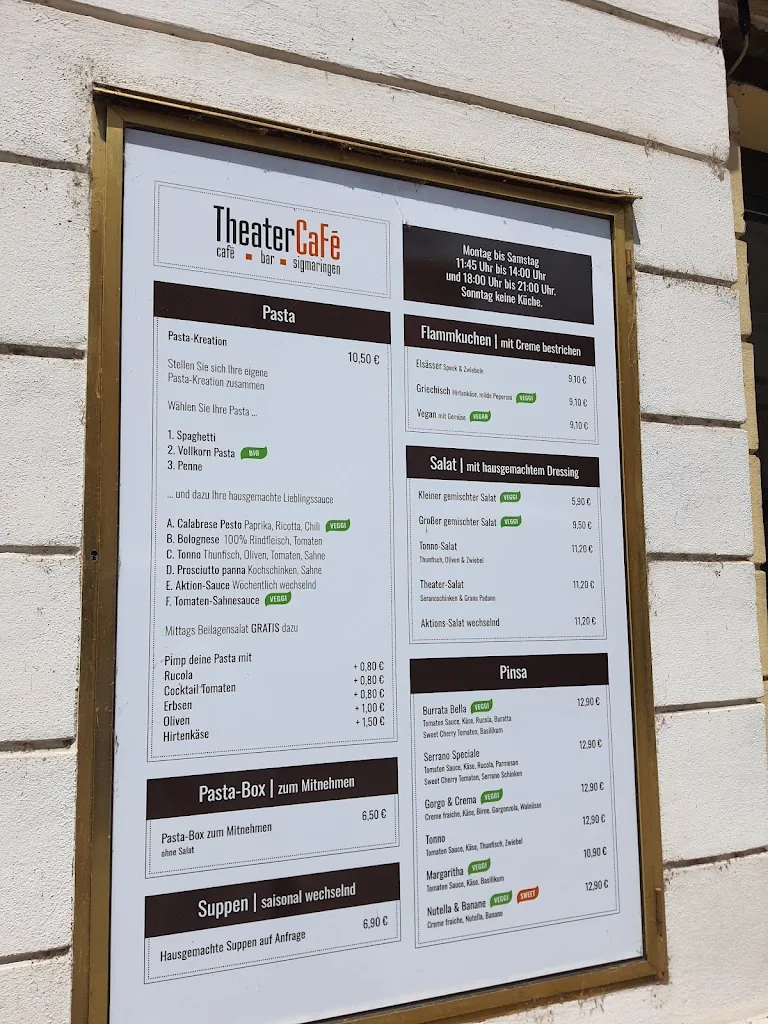 TheaterCafé
café ▪ bar ▪ sigmaringen
Pasta
Pasta-Kreation
10,50 €
Stellen Sie sich Ihre eigene
Pasta-Kreation zusammen
Wählen Sie Ihre Pasta ...
1. Spaghetti
2. Vollkorn Pasta BIO
3. Penne
... und dazu Ihre hausgemachte Lieblingssauce
A. Calabrese Pesto Paprika, Ricotta, Chili VEGGI
B. Bolognese 100% Rindfleisch, Tomaten
C. Tonno Thunfisch, Oliven, Tomaten, Sahne
D. Prosciutto panna Kochschinken, Sahne
E. Aktion-Sauce Wöchentlich wechselnd
F. Tomaten-Sahnesauce VEGGI
Mittags Beilagensalat GRATIS dazu
Pimp deine Pasta mit
Rucola + 0,80 €
Cocktail Tomaten + 0,80 €
Erbsen + 0,80 €
Oliven + 1,00 €
Hirtenkäse + 1,50 €
Pasta-Box | zum Mitnehmen
Pasta-Box zum Mitnehmen 6,50 €
ohne Salat
Suppen | saisonal wechselnd
Hausgemachte Suppen auf Anfrage 6,90 €
Montag bis Samstag
11:45 Uhr bis 14:00 Uhr
und 18:00 Uhr bis 21:00 Uhr.
Sonntag keine Küche.
Flammkuchen | mit Creme bestrichen
Elsässer Speck & Zwiebeln 9,10 €
Griechisch Hirtenkäse, milde Peperoni VEGGI 9,10 €
Vegan mit Gemüse VEGAN 9,10 €
Salat | mit hausgemachtem Dressing
Kleiner gemischter Salat VEGGI 5,90 €
Großer gemischter Salat VEGGI 9,50 €
Tonno-Salat 11,20 €
Thunfisch, Oliven & Zwiebel
Theater-Salat 11,20 €
Serranoschinken & Grana Padano
Aktions-Salat wechselnd 11,20 €
Pinsa
Burrata Bella VEGGI 12,90 €
Tomaten Sauce, Käse, Rucola, Buratta
Sweet Cherry Tomaten, Basilikum
Serrano Speciale 12,90 €
Tomaten Sauce, Käse, Rucola, Parmesan
Sweet Cherry Tomaten, Serrano Schinken
Gorgo & Crema VEGGI 12,90 €
Creme fraiche, Käse, Birne, Gorgonzola, Walnüsse
Tonno 12,90 €
Tomaten Sauce, Käse, Thunfisch, Zwiebel
Margaritha VEGGI 10,90 €
Tomaten Sauce, Käse, Basilikum
Nutella & Banane VEGGI SWEET 12,90 €
Creme fraiche, Nutella, Banane